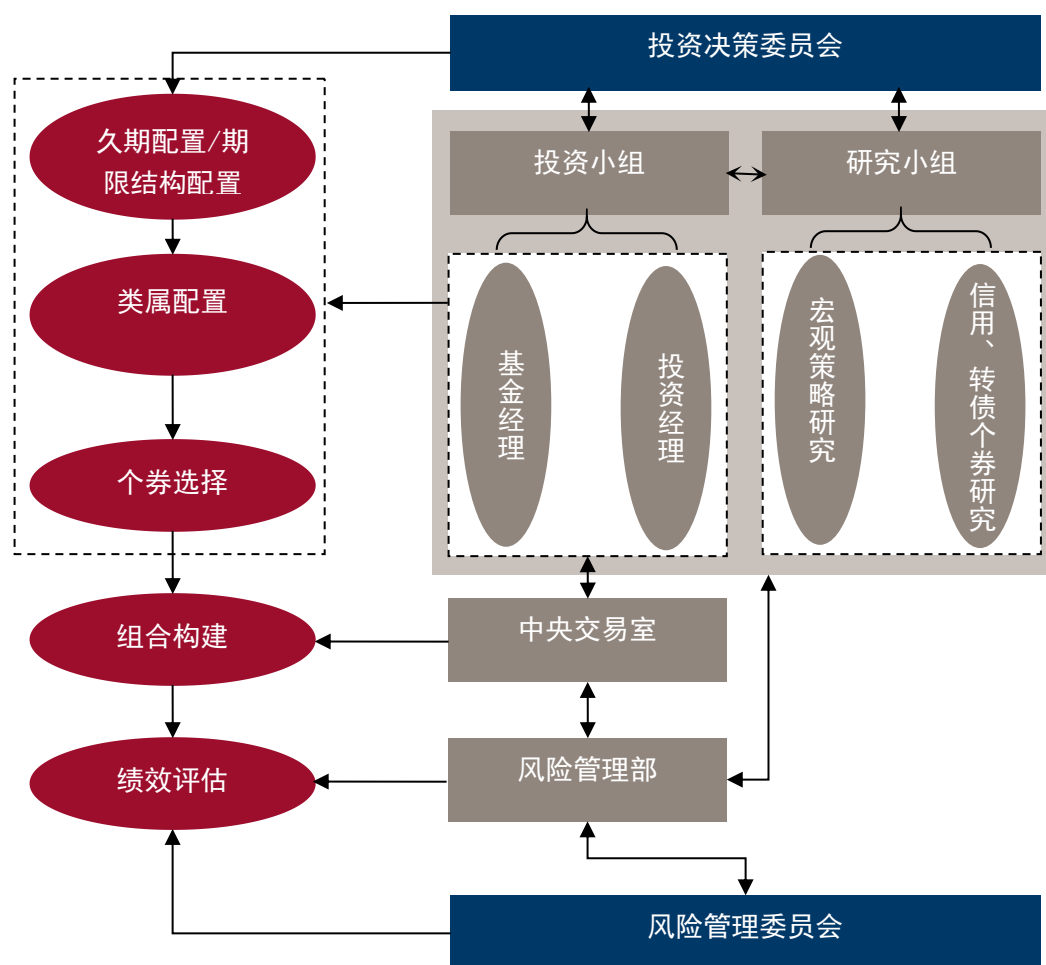 投资决策委员会
久期配置/期
限结构配置
投资小组
研究小组
类属配置
基金经理
投资经理
宏观策略研究
信用、转债个券研究
个券选择
组合构建
中央交易室
绩效评估
风险管理部
风险管理委员会